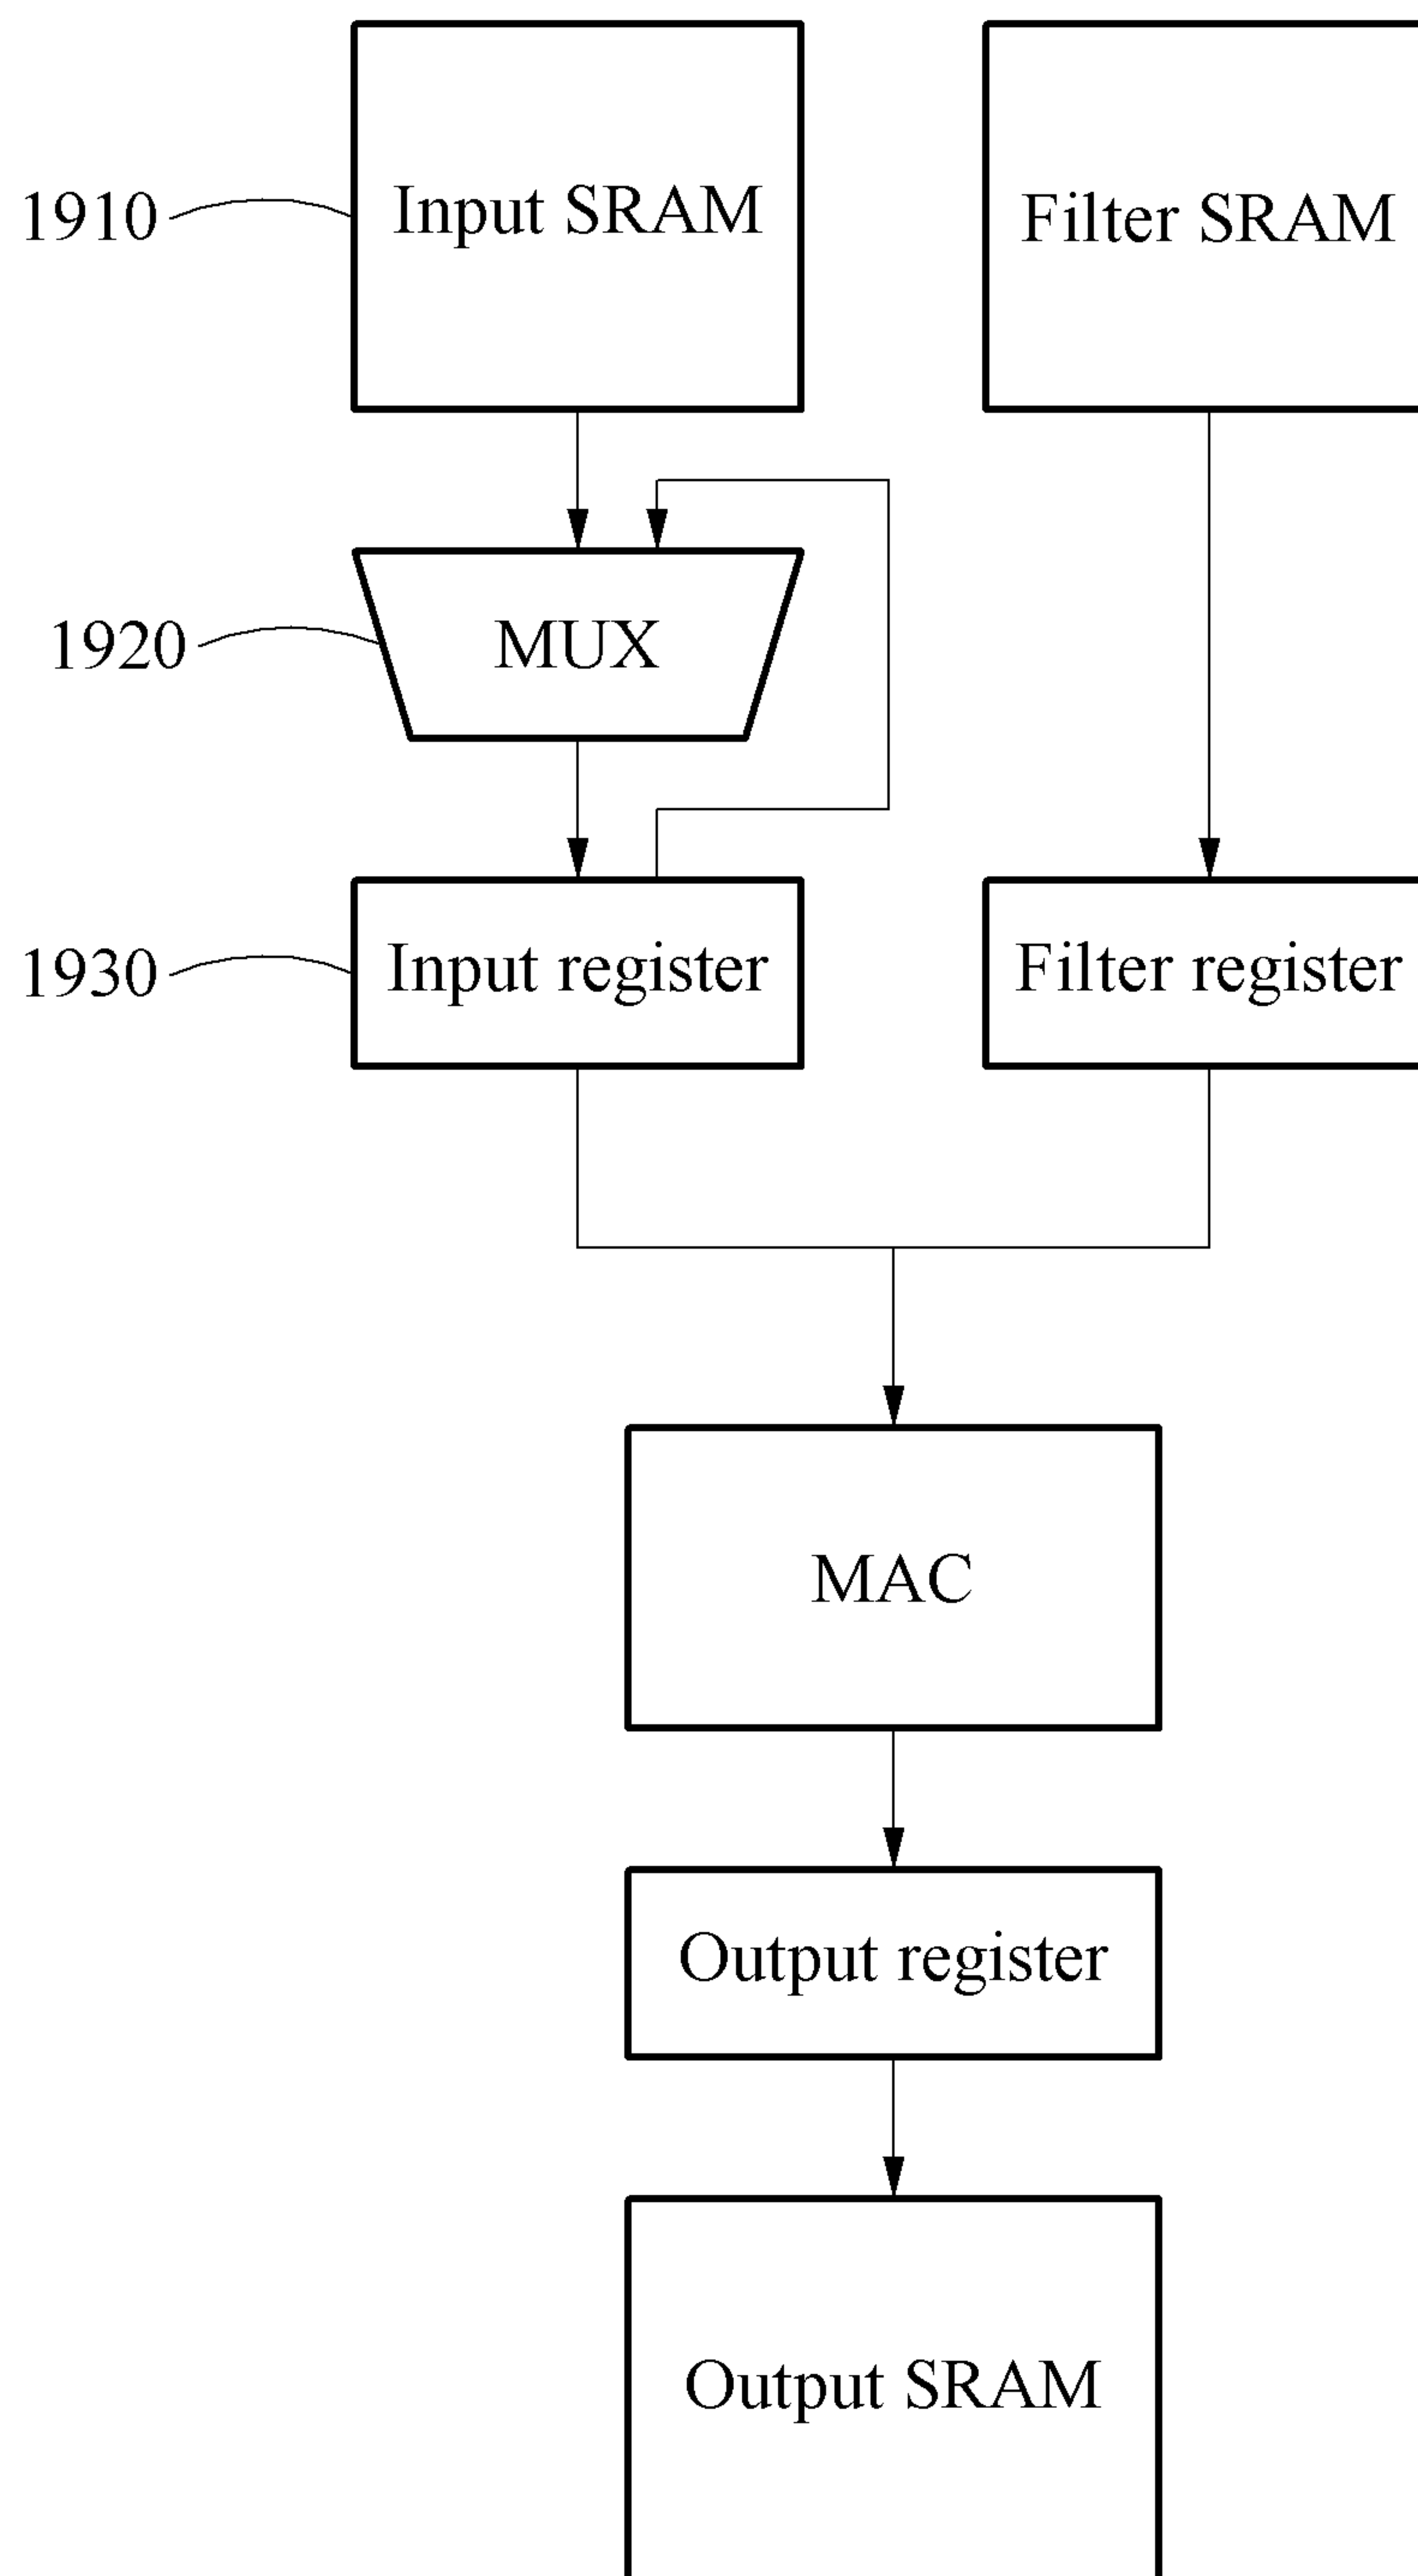 1910
Input SRAM
Filter SRAM
1920
MUX
1930
Input register
Filter register
MAC
Output register
Output SRAM